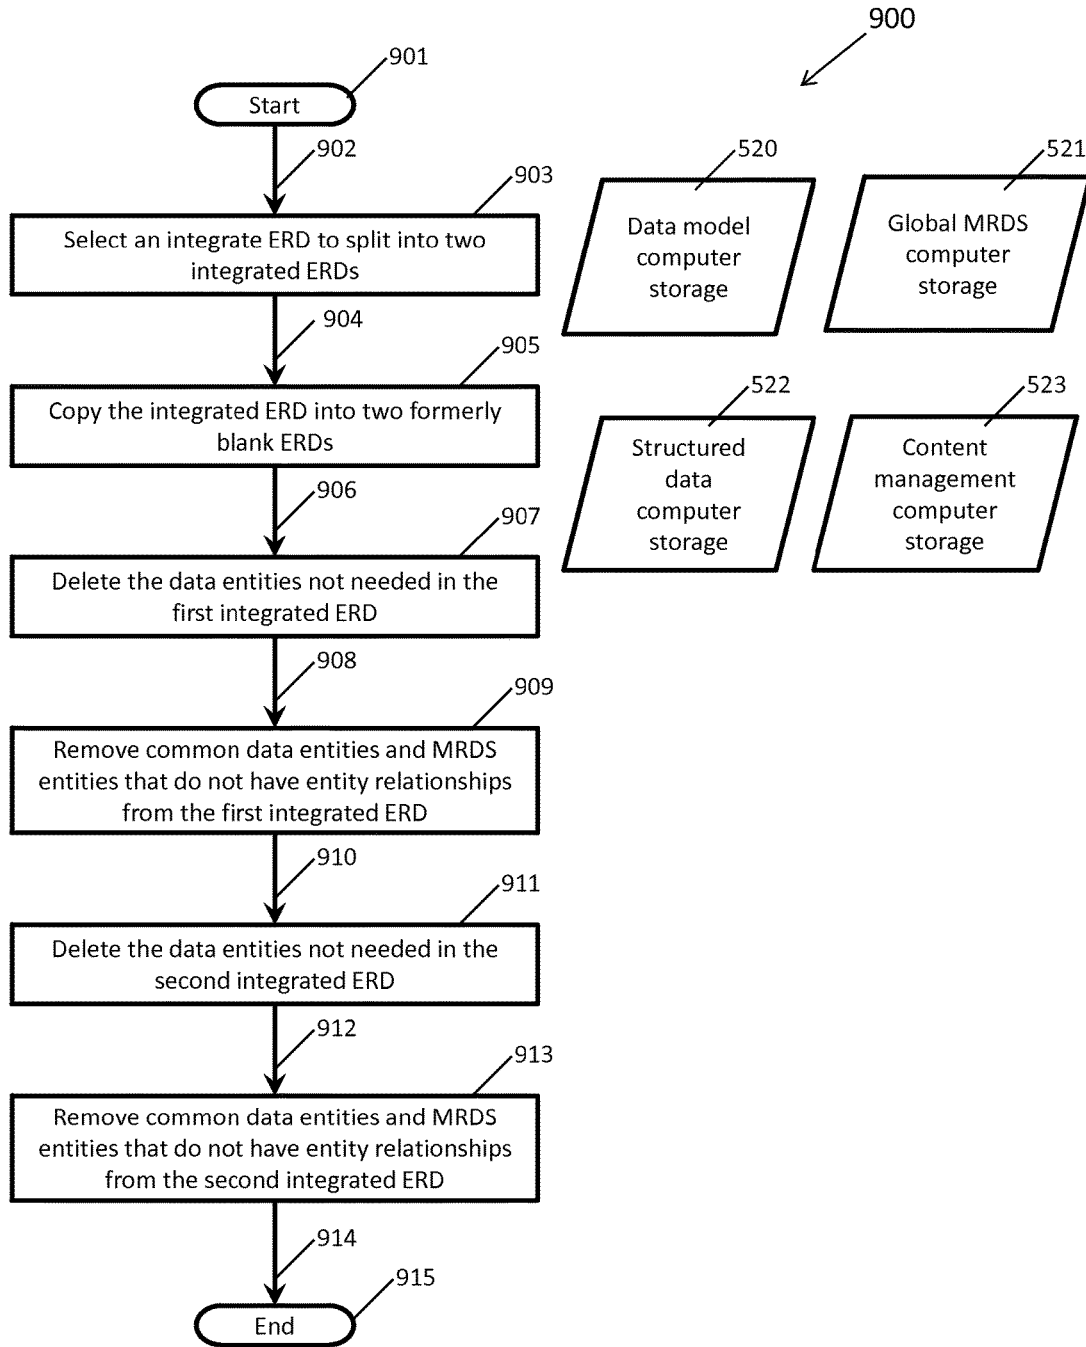 900
901
Start
902
903
Select an integrate ERD to split into two
integrated ERDs
904
905
Copy the integrated ERD into two formerly
blank ERDs
906
907
Delete the data entities not needed in the
first integrated ERD
908
909
Remove common data entities and MRDS
entities that do not have entity relationships
from the first integrated ERD
910
911
Delete the data entities not needed in the
second integrated ERD
912
913
Remove common data entities and MRDS
entities that do not have entity relationships
from the second integrated ERD
914
915
End
520
Data model
computer
storage
521
Global MRDS
computer
storage
522
Structured
data
computer
storage
523
Content
management
computer
storage